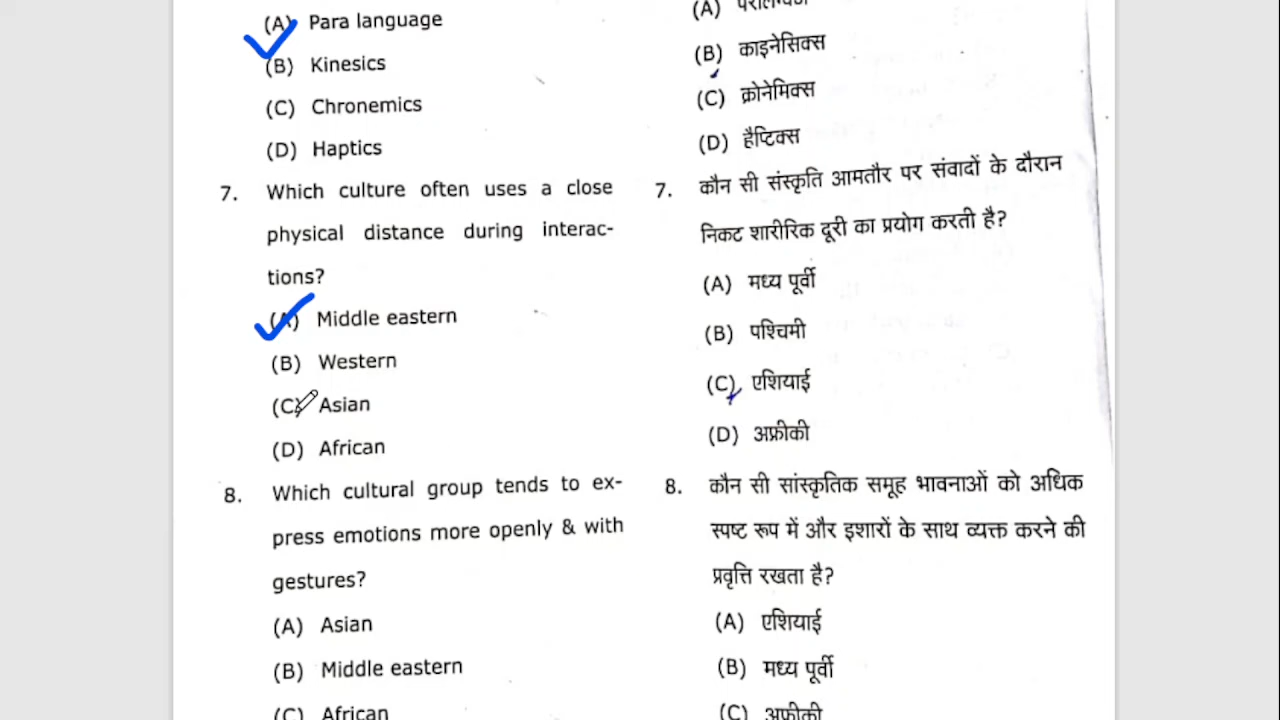 (A) Para language
(B) Kinesics
(C) Chronemics
(D) Haptics
7. Which culture often uses a close
physical distance during interac-
tions?
(A) Middle eastern
(B) Western
(C) Asian
(D) African
8. Which cultural group tends to ex-
press emotions more openly & with
gestures?
(A) Asian
(B) Middle eastern
(C) African
(A)
(B) काइनेसिक्स
(C) क्रोनेमिक्स
(D) हैप्टिक्स
7. कौन सी संस्कृति आमतौर पर संवादों के दौरान
निकट शारीरिक दूरी का प्रयोग करती है?
(A) मध्य पूर्वी
(B) पश्चिमी
(C) एशियाई
(D) अफ्रीकी
8. कौन सी सांस्कृतिक समूह भावनाओं को अधिक
स्पष्ट रूप में और इशारों के साथ व्यक्त करने की
प्रवृत्ति रखता है?
(A) एशियाई
(B) मध्य पूर्वी
(C) अफ्रीकी